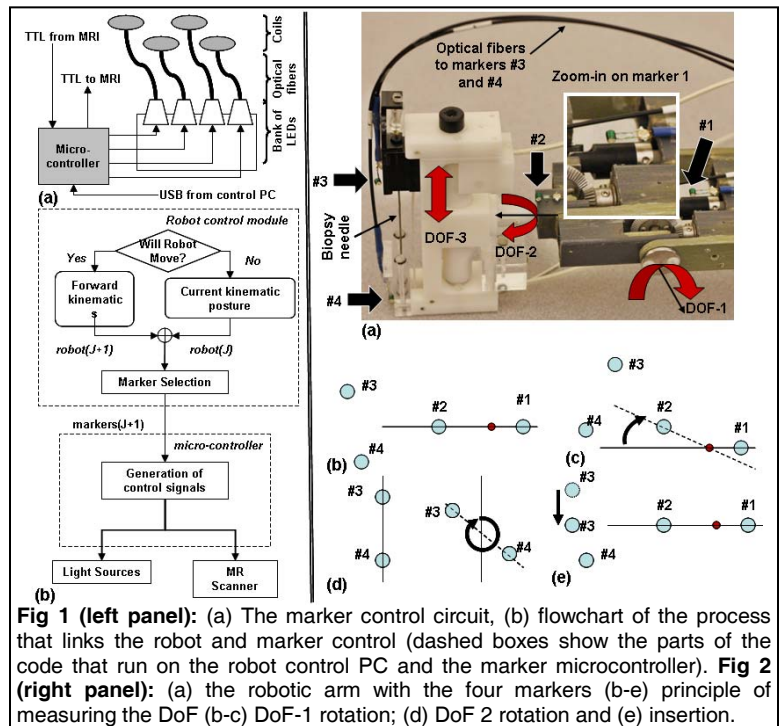 TTL from MRI
TTL to MRI
Coils
Optical fibers
Bank of LEDs
Micro-
controller
USB from control PC
(a)
Robot control module
Will Robot
Move?
Yes
No
Forward
kinematic
s
Current kinematic
posture
robot(J+1)
robot(J)
Marker Selection
markers(J+1)
micro-controller
Generation of
control signals
Light Sources
MR
Scanner
(b)
Optical fibers
to markers #3
and #4
Zoom-in on marker 1
#1
#2
#3
Biopsy
needle
DOF-3
DOF-2
DOF-1
#4
(a)
#3
#2
#1
#4
(b)
#3
#2
#4
#1
(c)
#3
#4
#3
#4
(d)
#3
#3
#2
#1
#4
(e)
Fig 1 (left panel): (a) The marker control circuit, (b) flowchart of the process
that links the robot and marker control (dashed boxes show the parts of the
code that run on the robot control PC and the marker microcontroller). Fig 2
(right panel): (a) the robotic arm with the four markers (b-e) principle of
measuring the DoF (b-c) DoF-1 rotation; (d) DoF 2 rotation and (e) insertion.